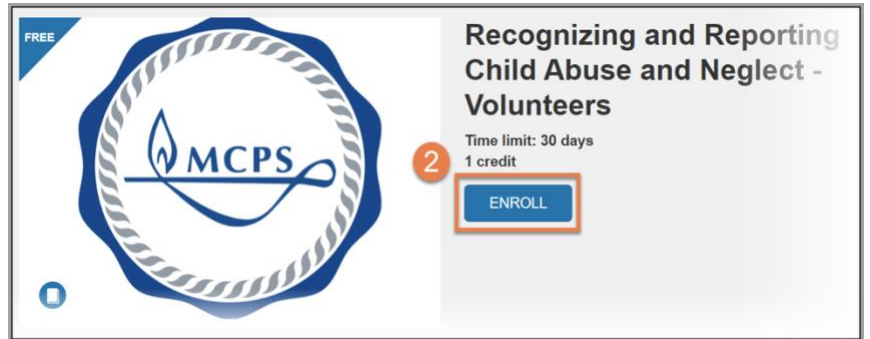 FREE
MCPS
Recognizing and Reporting
Child Abuse and Neglect -
Volunteers
Time limit: 30 days
1 credit
2
ENROLL